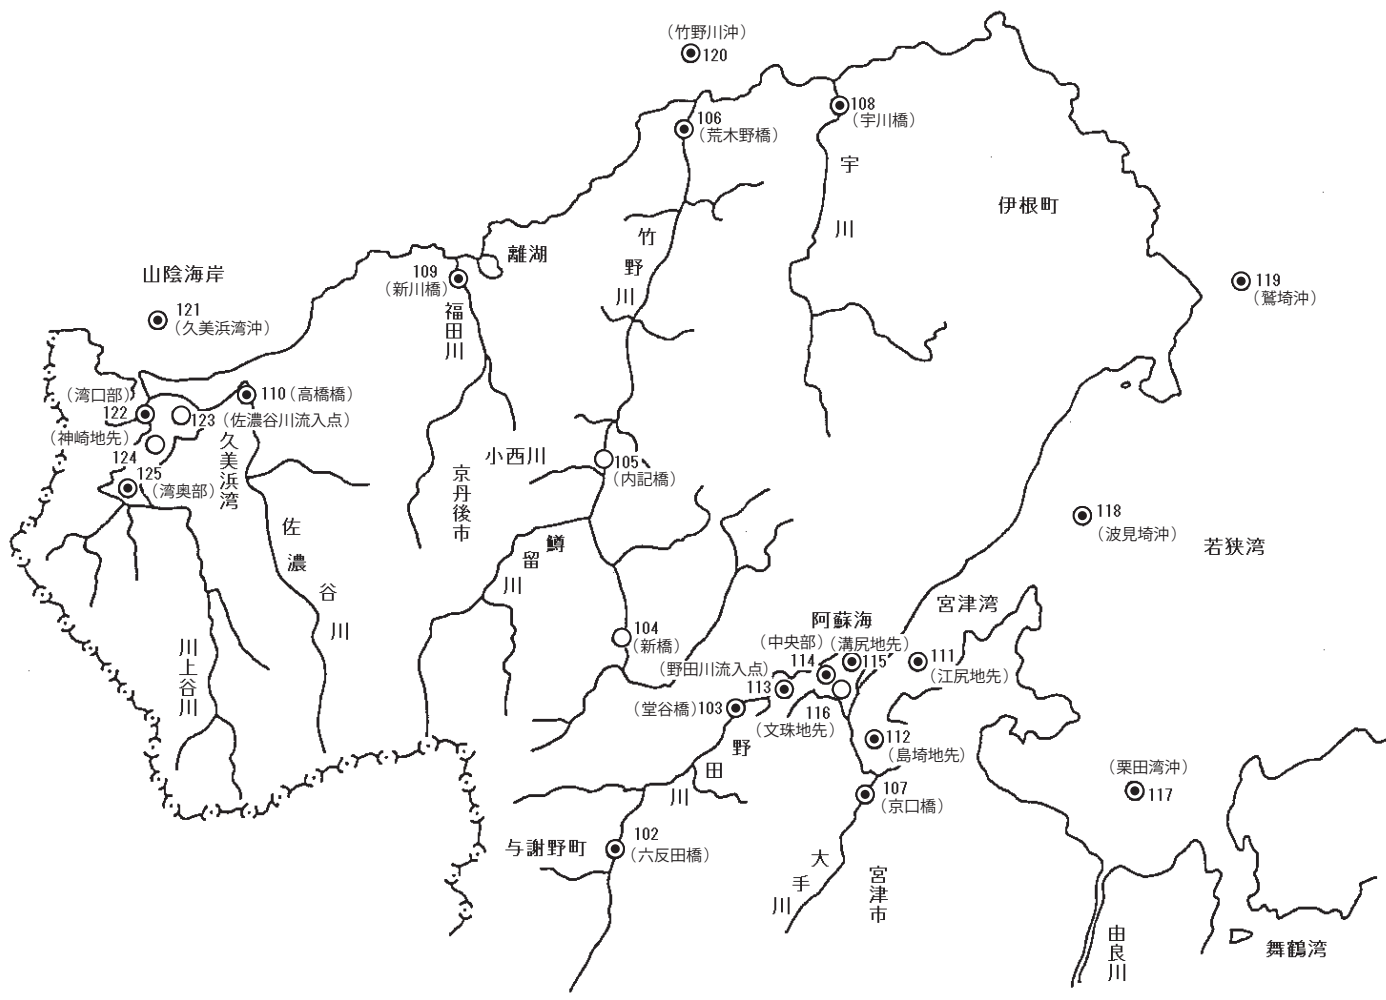 （竹野川沖）
120
106
（荒木野橋）
108
（宇川橋）
宇川
伊根町
竹野川
離湖
山陰海岸
109
（新川橋）
福田川
121
（久美浜湾沖）
119
（鷲埼沖）
110（高橋橋）
（湾口部）
122
123（佐濃谷川流入点）
（神崎地先）
124
久美浜湾
125
（湾奥部）
小西川
105
（内記橋）
京丹後市
佐濃谷川
鱒留川
118
（波見埼沖）
若狭湾
宮津湾
阿蘇海
104
（新橋）
（中央部）
（溝尻地先）
114
115
111
（江尻地先）
（野田川流入点）
113
川上谷川
（堂谷橋）103
116
（文珠地先）
112
（島埼地先）
野田川
（栗田湾沖）
117
107
（京口橋）
与謝野町
102
（六反田橋）
大手川
宮津市
由良川
舞鶴湾